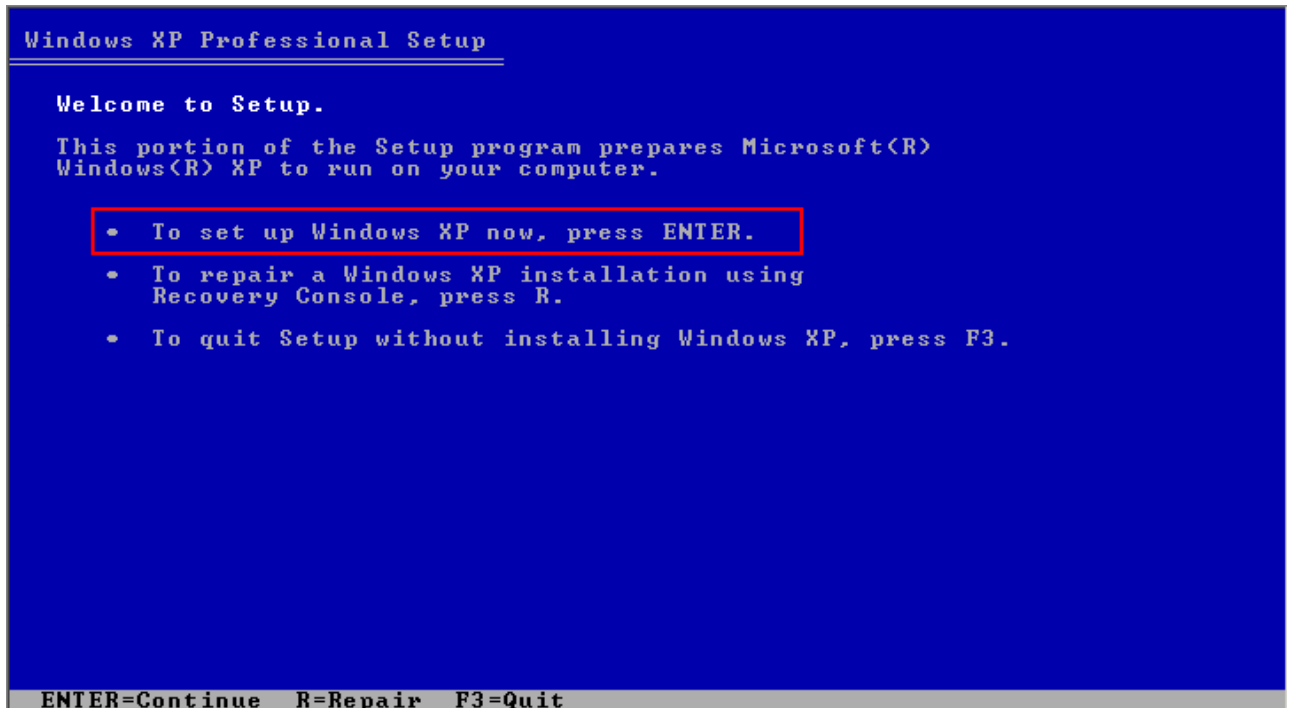 Windows XP Professional Setup
Welcome to Setup.
This portion of the Setup program prepares Microsoft(R)
Windows(R) XP to run on your computer.
• To set up Windows XP now, press ENTER.
• To repair a Windows XP installation using
Recovery Console, press R.
• To quit Setup without installing Windows XP, press F3.
ENTER=Continue R=Repair F3=Quit